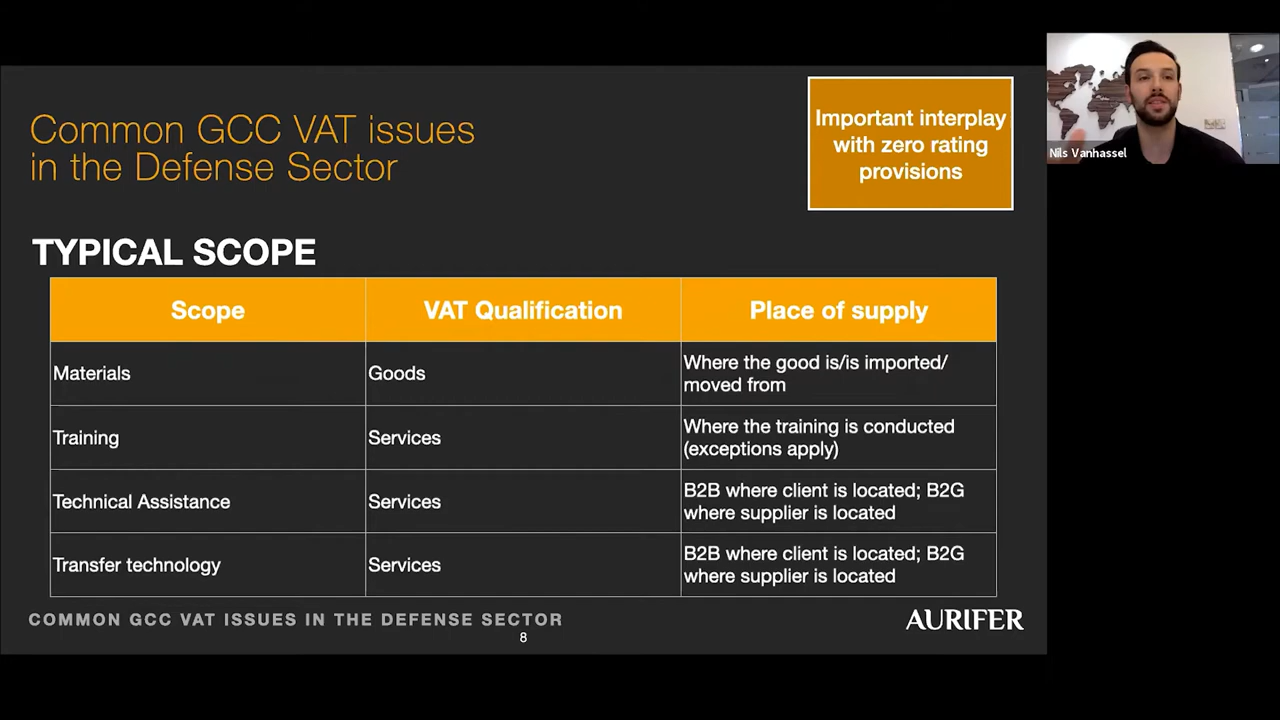 Common GCC VAT issues
in the Defense Sector
Important interplay
with zero rating
provisions
Nils Vanhassel
TYPICAL SCOPE
Scope
VAT Qualification
Place of supply
Materials
Goods
Where the good is/is imported/
moved from
Training
Services
Where the training is conducted
(exceptions apply)
Technical Assistance
Services
B2B where client is located; B2G
where supplier is located
Transfer technology
Services
B2B where client is located; B2G
where supplier is located
COMMON GCC VAT ISSUES IN THE DEFENSE SECTOR
8
AURIFER